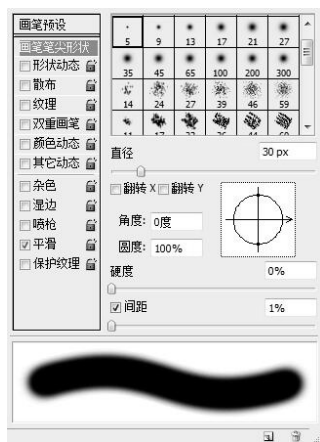 画笔预设
画笔笔尖形状
形状动态
散布
纹理
双重画笔
颜色动态
其它动态
杂色
湿边
喷枪
平滑
保护纹理
5 9 13 17 21 27
35 45 65 100 200 300
14 24 27 39 46 59
直径 30 px
翻转 X 翻转 Y
角度: 0度
圆度: 100%
硬度 0%
间距 1%